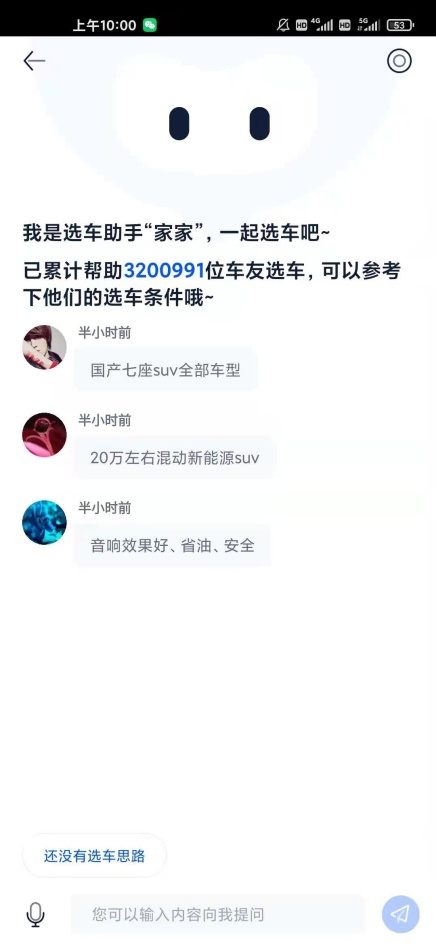 上午10:00
HD 4G HD 5G 53
我是选车助手“家家”，一起选车吧~
已累计帮助3200991位车友选车，可以参考
下他们的选车条件哦~
半小时前
国产七座suv全部车型
半小时前
20万左右混动新能源suv
半小时前
音响效果好、省油、安全
还没有选车思路
您可以输入内容向我提问